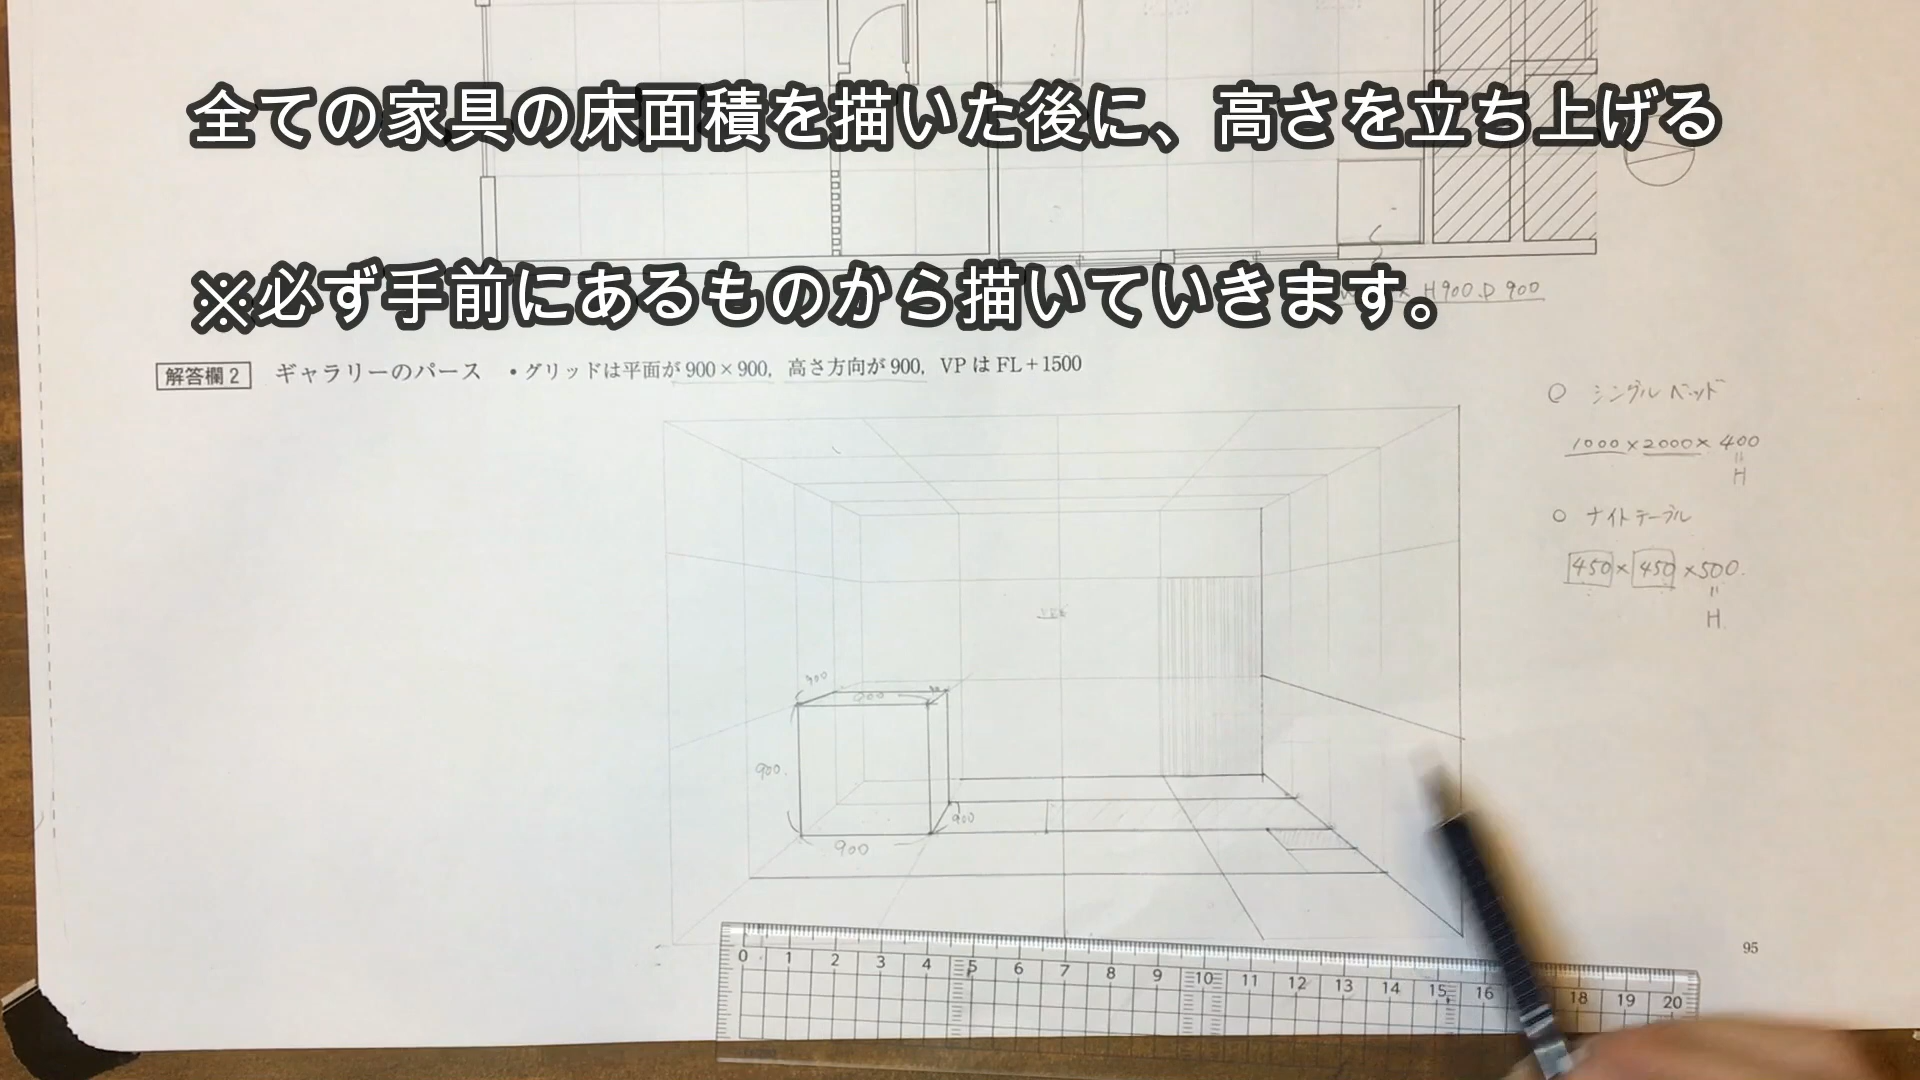 全ての家具の床面積を描いた後に、高さを立ち上げる
※必ず手前にあるものから描いていきます。
H900.D 900
解答欄2 ギャラリーのパース ・グリッドは平面が900×900, 高さ方向が900, VPはFL+1500
シングルベッド
1000×2000×400
=
H
ナイトテーブル
450×450×500.
=
H.
900
900.
900
900
95
0 1 2 3 4 5 6 7 8 9 10 11 12 13 14 15 16 18 19 20